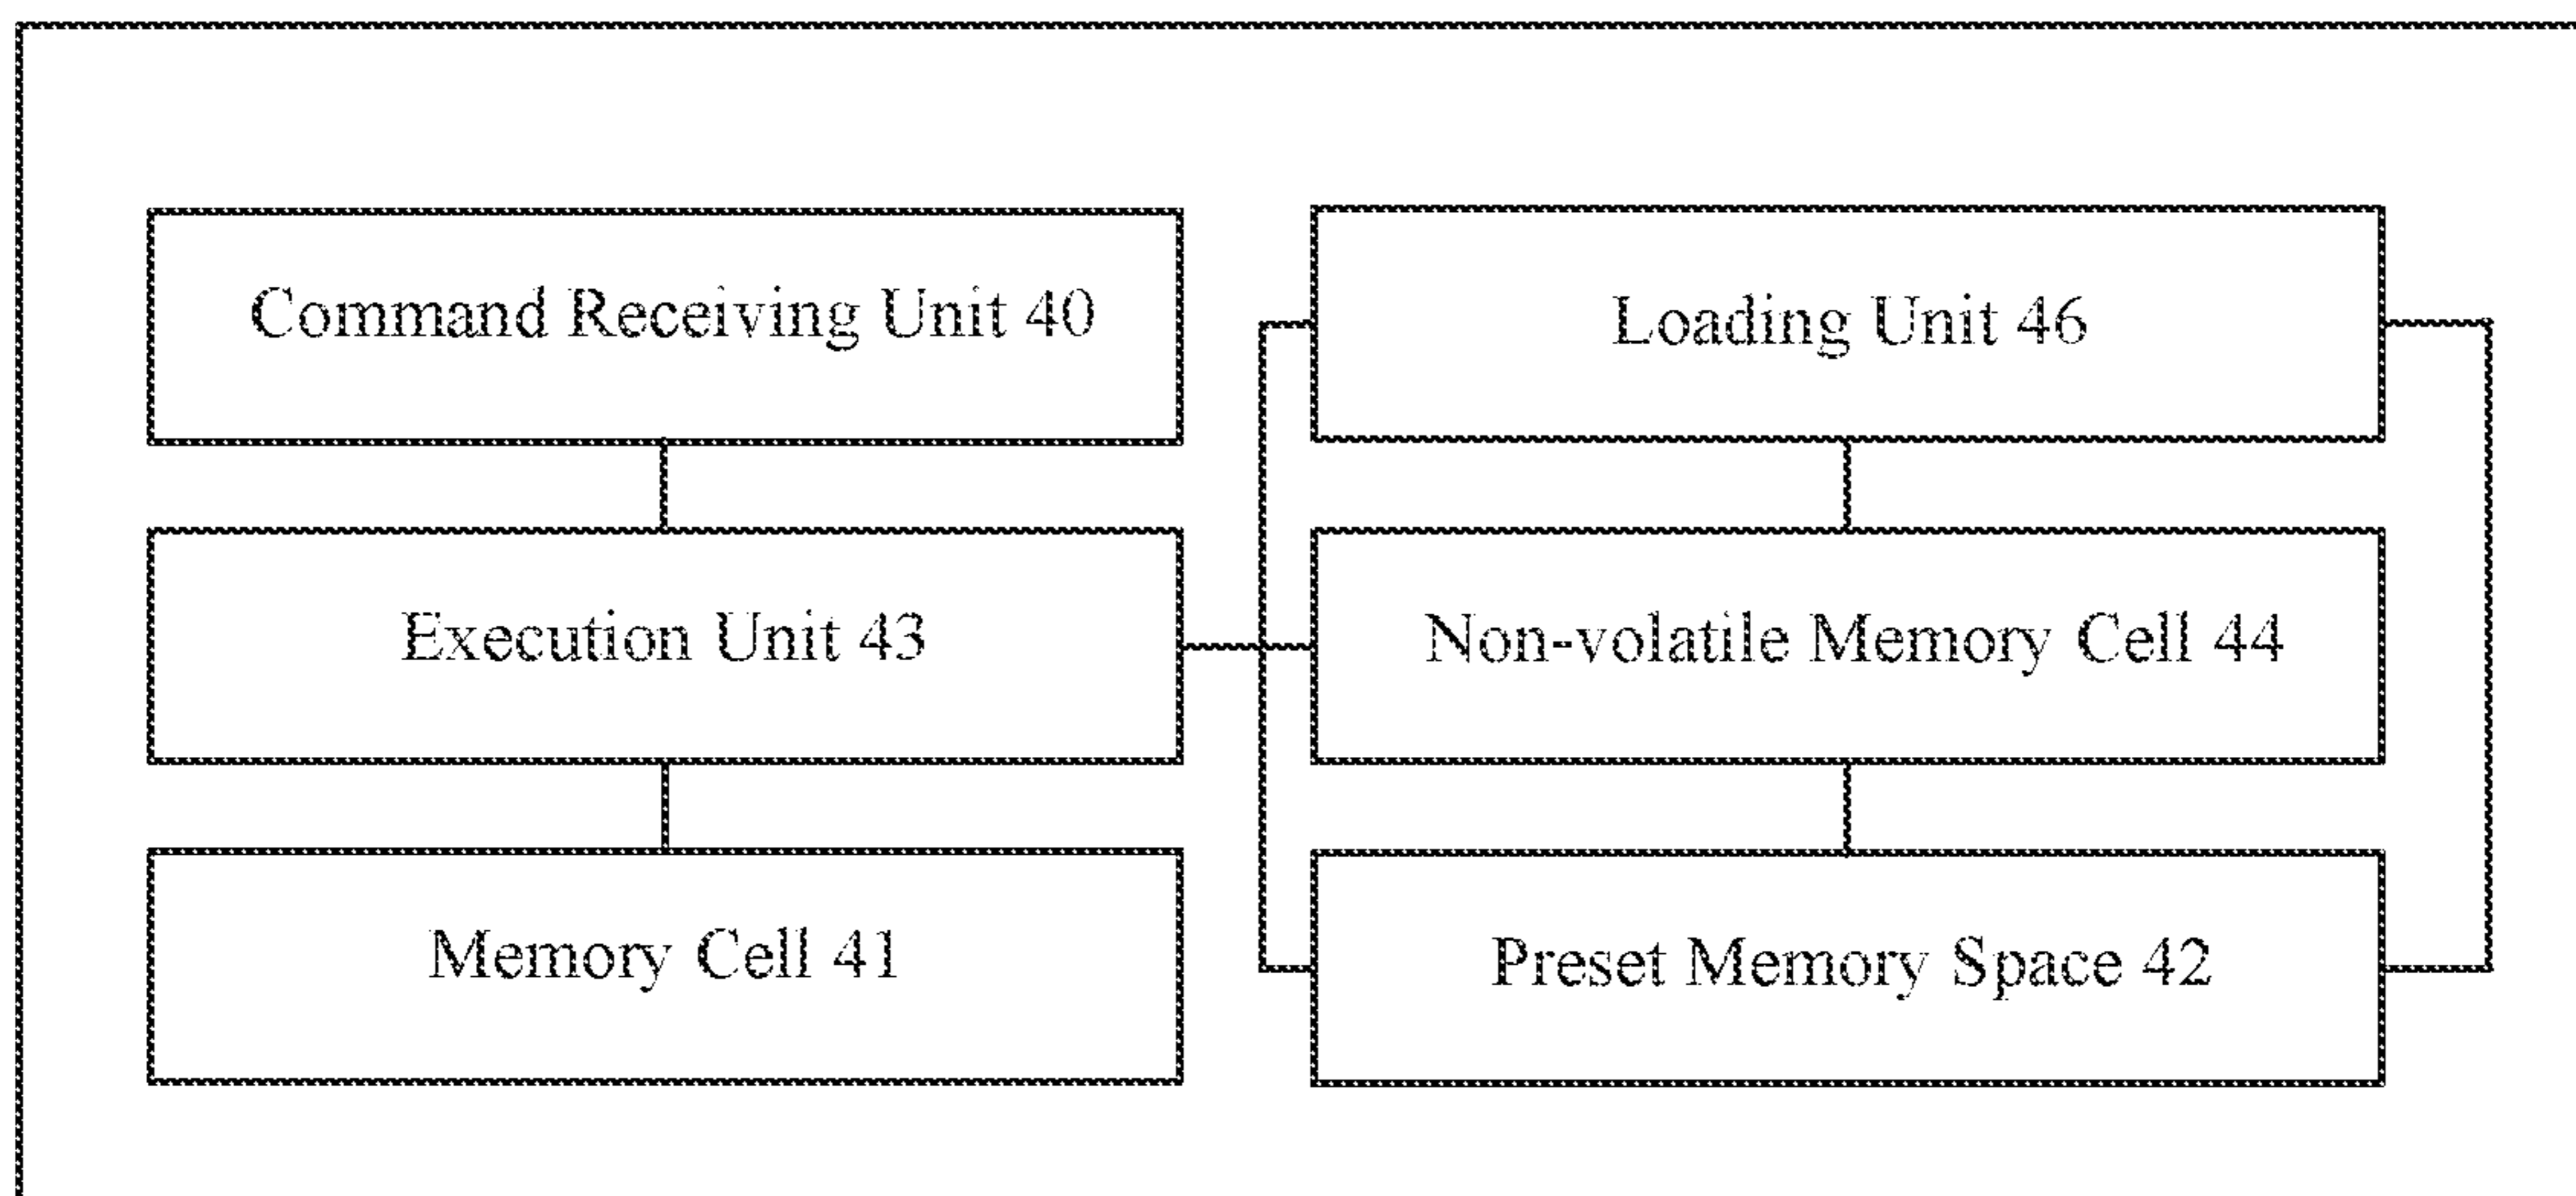 Command Receiving Unit 40
Loading Unit 46
Execution Unit 43
Non-volatile Memory Cell 44
Memory Cell 41
Preset Memory Space 42